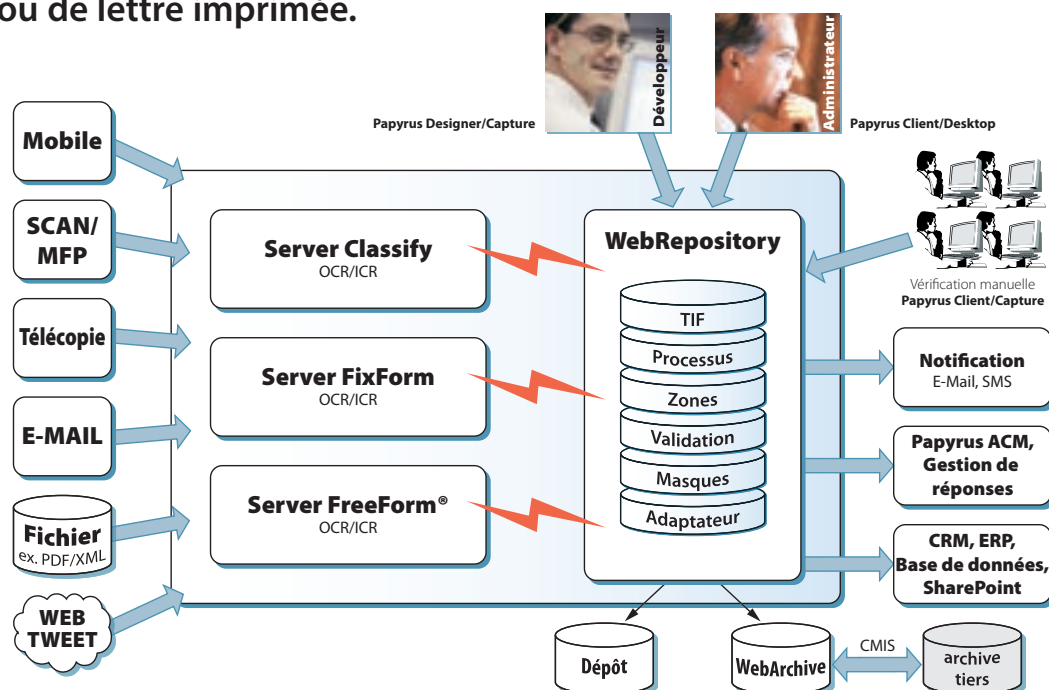 ou de lettre imprimée.
Papyrus Designer/Capture
Développeur
Administrateur
Papyrus Client/Desktop
Mobile
SCAN/
MFP
Télécopie
E-MAIL
Fichier
ex. PDF/XML
WEB
TWEET
Server Classify
OCR/ICR
Server FixForm
OCR/ICR
Server FreeForm®
OCR/ICR
WebRepository
TIF
Processus
Zones
Validation
Masques
Adaptateur
Vérification manuelle
Papyrus Client/Capture
Notification
E-Mail, SMS
Papyrus ACM,
Gestion de
réponses
CRM, ERP,
Base de données,
SharePoint
Dépôt
WebArchive
CMIS
archive
tiers